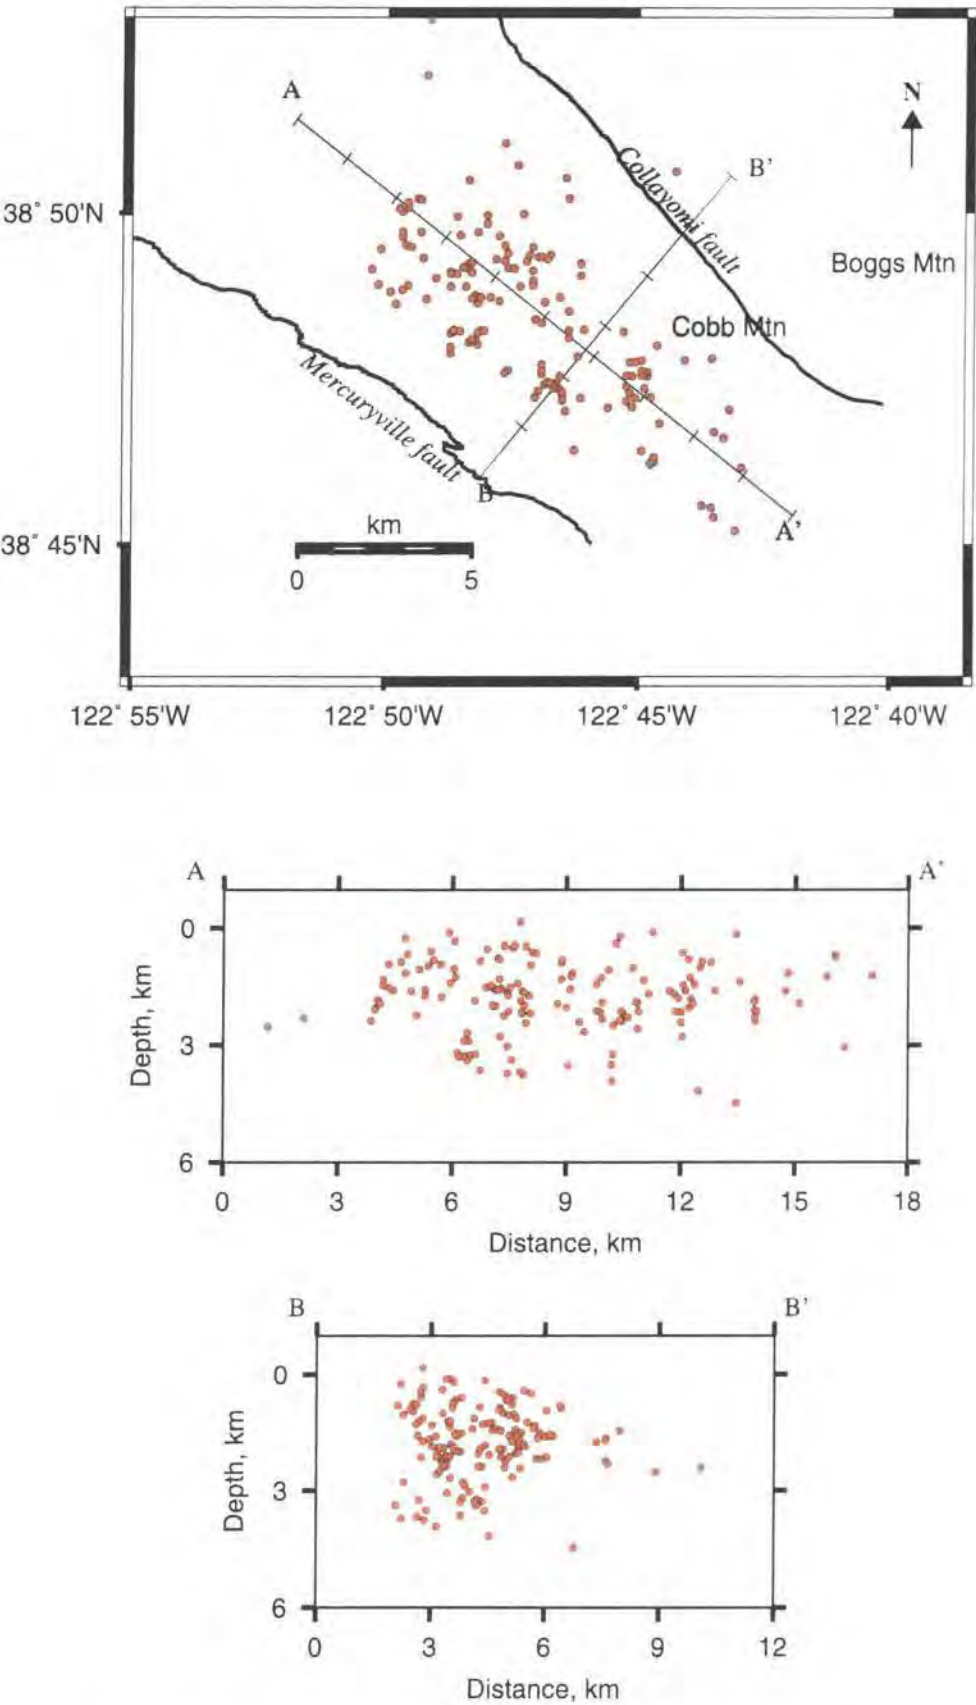 A
N
B'
Collayomi fault
38° 50'N
Boggs Mtn
Cobb Mtn
Mercuryville fault
B
A'
km
38° 45'N
0 5
122° 55'W 122° 50'W 122° 45'W 122° 40'W
A A'
0
3
6
Depth, km
0 3 6 9 12 15 18
Distance, km
B B'
0
3
6
Depth, km
0 3 6 9 12
Distance, km